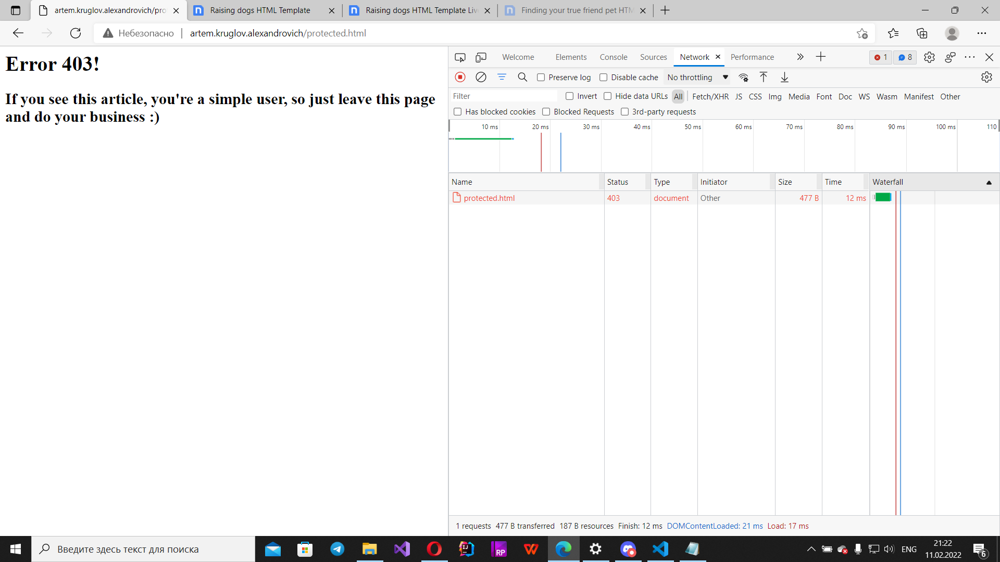 artem.kruglov.alexandrovich/pro
Raising dogs HTML Template
Raising dogs HTML Template Liv
Finding your true friend pet HTM
Небезопасно
artem.kruglov.alexandrovich/protected.html
Error 403!
If you see this article, you're a simple user, so just leave this page
and do your business :)
Welcome Elements Console Sources Network Performance 1 8
Preserve log Disable cache No throttling
Filter Invert Hide data URLs All Fetch/XHR JS CSS Img Media Font Doc WS Wasm Manifest Other
Has blocked cookies Blocked Requests 3rd-party requests
10 ms 20 ms 30 ms 40 ms 50 ms 60 ms 70 ms 80 ms 90 ms 100 ms 110
Name Status Type Initiator Size Time Waterfall
protected.html 403 document Other 477 B 12 ms
1 requests 477 B transferred 187 B resources Finish: 12 ms DOMContentLoaded: 21 ms Load: 17 ms
Введите здесь текст для поиска
IJ
RP
ENG
21:22
11.02.2022
6